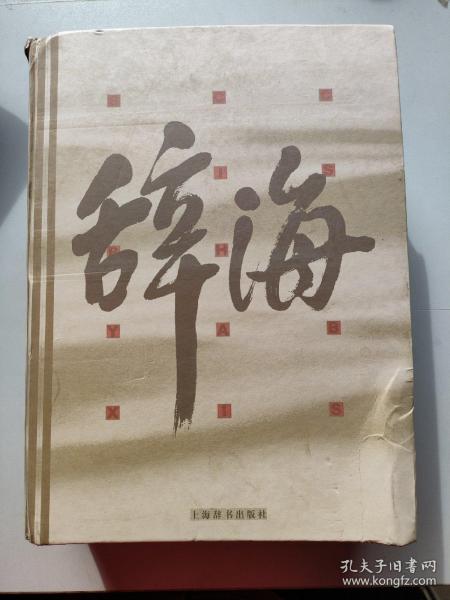 C C
I S
辞海
P H
Y A B
X I S
上海辞书出版社
孔夫子旧书网
www.kongfz.com